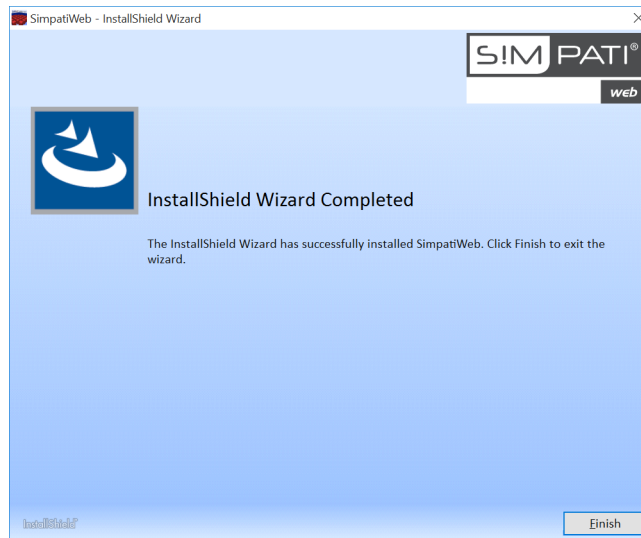 SimpatiWeb - InstallShield Wizard
S!MPATI®
web
InstallShield Wizard Completed
The InstallShield Wizard has successfully installed SimpatiWeb. Click Finish to exit the
wizard.
InstallShield
Finish